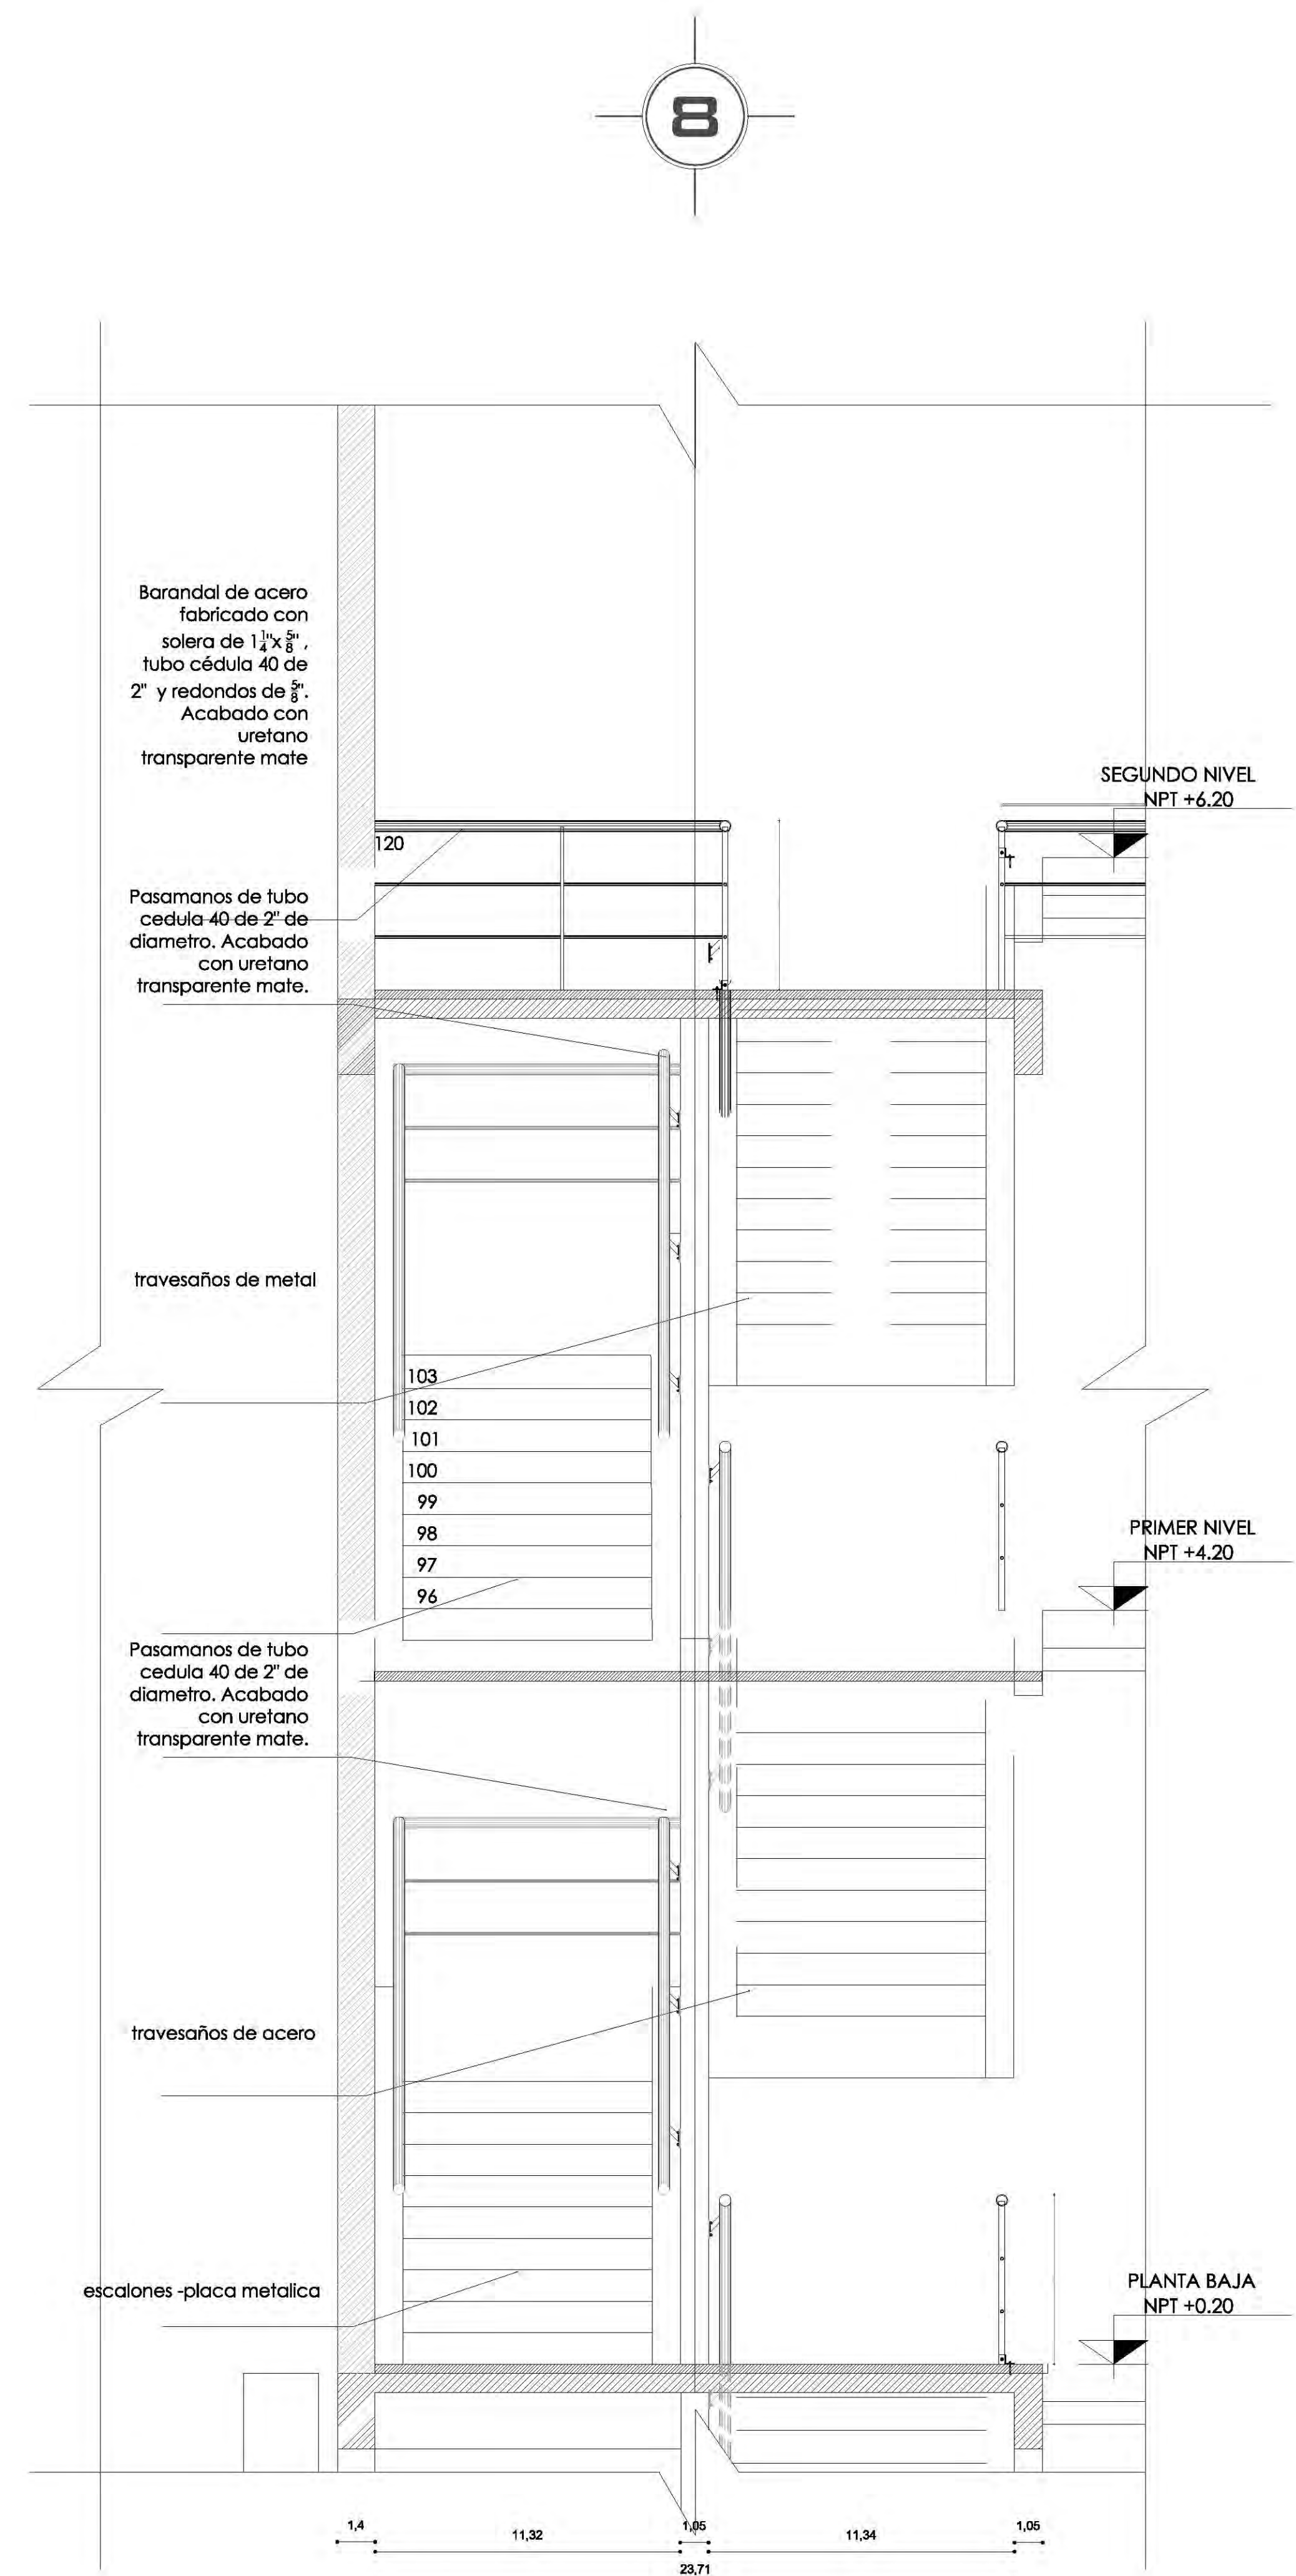 8
Barandal de acero
fabricado con
solera de 1 1/4"x 5/8" ,
tubo cédula 40 de
2" y redondos de 5/8".
Acabado con
uretano
transparente mate
SEGUNDO NIVEL
NPT +6.20
120
Pasamanos de tubo
cedula 40 de 2" de
diametro. Acabado
con uretano
transparente mate.
travesaños de metal
103
102
101
100
99
98
97
96
PRIMER NIVEL
NPT +4.20
Pasamanos de tubo
cedula 40 de 2" de
diametro. Acabado
con uretano
transparente mate.
travesaños de acero
escalones -placa metalica
PLANTA BAJA
NPT +0.20
1,4
11,32
1,05
11,34
1,05
23,71